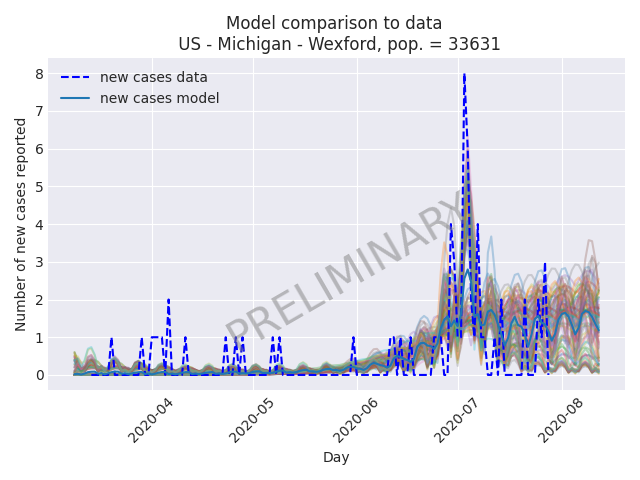 Model comparison to data
US - Michigan - Wexford, pop. = 33631
new cases data
new cases model
PRELIMINARY
Number of new cases reported
8
7
6
5
4
3
2
1
0
2020-04
2020-05
2020-06
2020-07
2020-08
Day